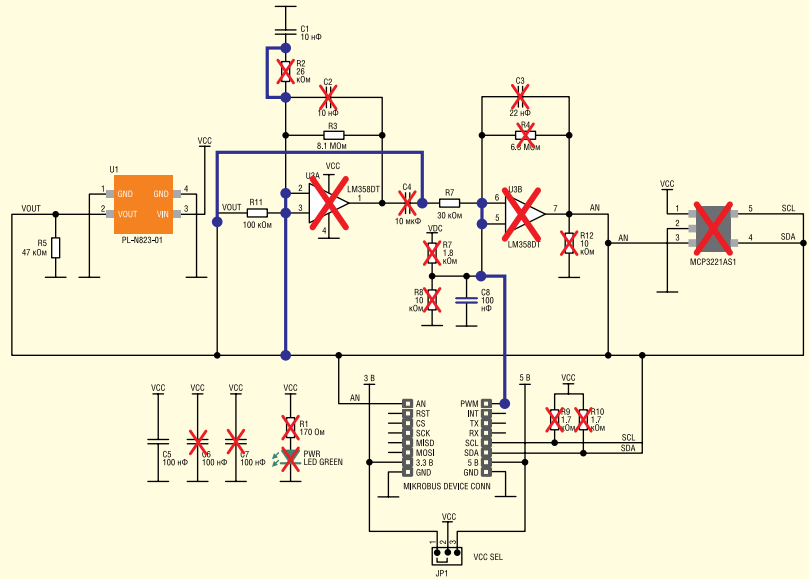 C1
10 нФ
R2
26
кОм
C2
10 нФ
C3
22 нФ
R3
8.1 МОм
R4
6.8 МОм
VCC
U1
1
GND
GND
4
2
VOUT
VIN
3
PL-N823-01
VOUT
R5
47 кОм
VOUT
R11
100 кОм
U3A
VCC
LM358DT
2
3
1
4
C4
10 мкФ
R7
30 кОм
6
5
U3B
7
LM358DT
AN
R12
10
кОм
AN
VCC
1
2
3
5
SCL
4
SDA
MCP3221AS1
VDC
R7
1,8
кОм
R8
10
кОм
C8
100
нФ
VCC
C5
100 нФ
VCC
C6
100 нФ
VCC
C7
100 нФ
VCC
R1
170 Ом
PWR
LED GREEN
3 В
5 В
AN
AN
RST
CS
SCK
MISD
MOSI
3.3 В
GND
PWM
INT
TX
RX
SCL
SDA
5 В
GND
MIKROBUS DEVICE CONN
VCC
R9
1,7
кОм
R10
1,7
кОм
SCL
SDA
VCC
1
2
3
VCC SEL
JP1